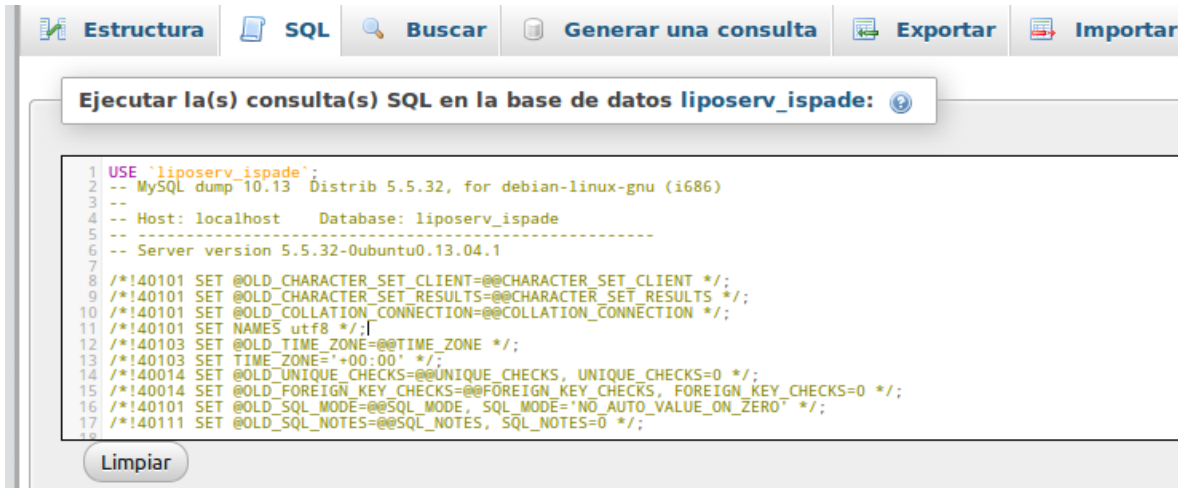 Estructura SQL Buscar Generar una consulta Exportar Importar
Ejecutar la(s) consulta(s) SQL en la base de datos liposerv_ispade:
1 USE `liposerv_ispade`;
2 -- MySQL dump 10.13  Distrib 5.5.32, for debian-linux-gnu (i686)
3 --
4 -- Host: localhost    Database: liposerv_ispade
5 -- ------------------------------------------------------
6 -- Server version 5.5.32-0ubuntu0.13.04.1
7
8 /*!40101 SET @OLD_CHARACTER_SET_CLIENT=@@CHARACTER_SET_CLIENT */;
9 /*!40101 SET @OLD_CHARACTER_SET_RESULTS=@@CHARACTER_SET_RESULTS */;
10 /*!40101 SET @OLD_COLLATION_CONNECTION=@@COLLATION_CONNECTION */;
11 /*!40101 SET NAMES utf8 */;
12 /*!40103 SET @OLD_TIME_ZONE=@@TIME_ZONE */;
13 /*!40103 SET TIME_ZONE='+00:00' */;
14 /*!40014 SET @OLD_UNIQUE_CHECKS=@@UNIQUE_CHECKS, UNIQUE_CHECKS=0 */;
15 /*!40014 SET @OLD_FOREIGN_KEY_CHECKS=@@FOREIGN_KEY_CHECKS, FOREIGN_KEY_CHECKS=0 */;
16 /*!40101 SET @OLD_SQL_MODE=@@SQL_MODE, SQL_MODE='NO_AUTO_VALUE_ON_ZERO' */;
17 /*!40111 SET @OLD_SQL_NOTES=@@SQL_NOTES, SQL_NOTES=0 */;
18
Limpiar